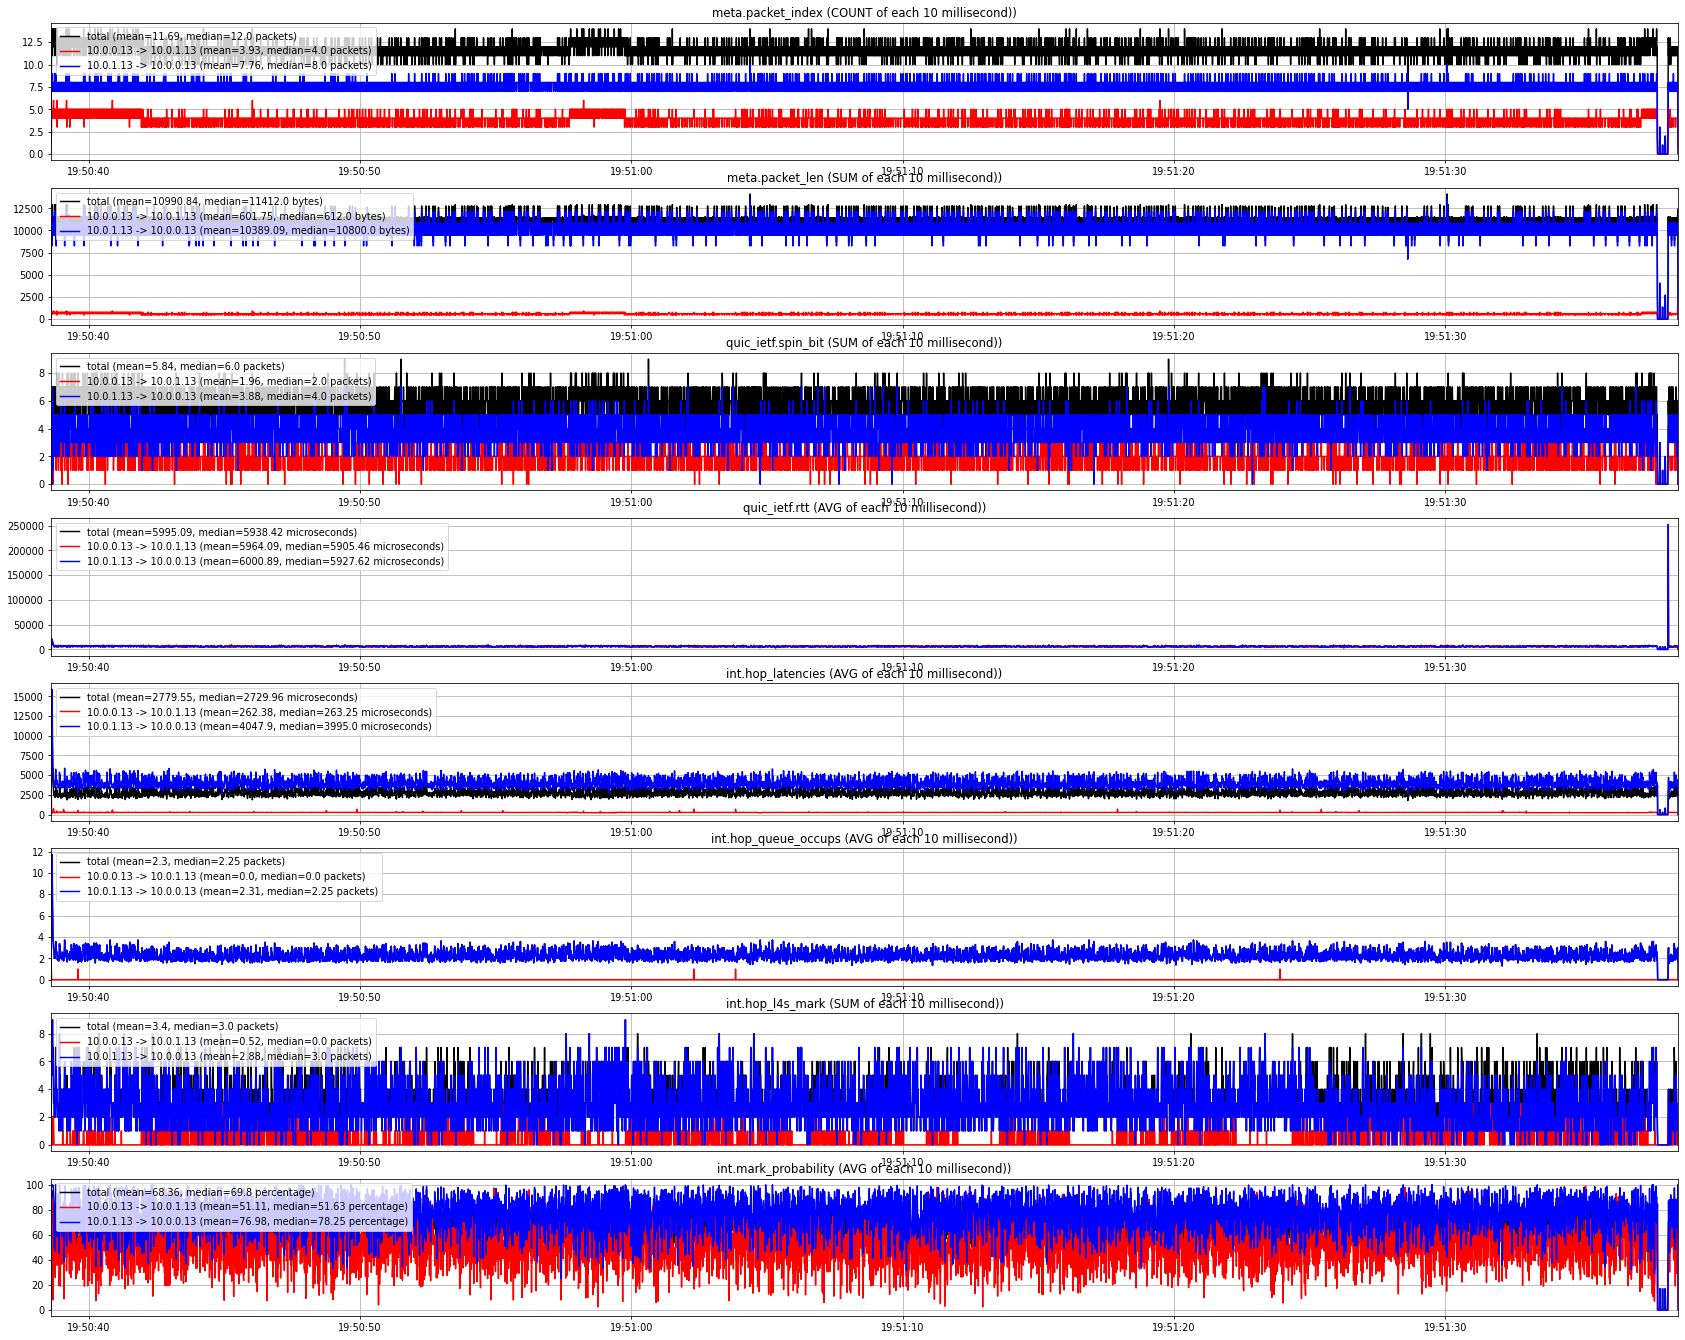 meta.packet_index (COUNT of each 10 millisecond))
total (mean=11.69, median=12.0 packets)
10.0.0.13 -> 10.0.1.13 (mean=3.93, median=4.0 packets)
10.0.1.13 -> 10.0.0.13 (mean=7.76, median=8.0 packets)
12.5
10.0
7.5
5.0
2.5
0.0
19:50:40 19:50:50 19:51:00 19:51:10 19:51:20 19:51:30
meta.packet_len (SUM of each 10 millisecond))
total (mean=10990.84, median=11412.0 bytes)
10.0.0.13 -> 10.0.1.13 (mean=601.75, median=612.0 bytes)
10.0.1.13 -> 10.0.0.13 (mean=10389.09, median=10800.0 bytes)
12500
10000
7500
5000
2500
0
19:50:40 19:50:50 19:51:00 19:51:10 19:51:20 19:51:30
quic_ietf.spin_bit (SUM of each 10 millisecond))
total (mean=5.84, median=6.0 packets)
10.0.0.13 -> 10.0.1.13 (mean=1.96, median=2.0 packets)
10.0.1.13 -> 10.0.0.13 (mean=3.88, median=4.0 packets)
8
6
4
2
0
19:50:40 19:50:50 19:51:00 19:51:10 19:51:20 19:51:30
quic_ietf.rtt (AVG of each 10 millisecond))
total (mean=5995.09, median=5938.42 microseconds)
10.0.0.13 -> 10.0.1.13 (mean=5964.09, median=5905.46 microseconds)
10.0.1.13 -> 10.0.0.13 (mean=6000.89, median=5927.62 microseconds)
250000
200000
150000
100000
50000
0
19:50:40 19:50:50 19:51:00 19:51:10 19:51:20 19:51:30
int.hop_latencies (AVG of each 10 millisecond))
total (mean=2779.55, median=2729.96 microseconds)
10.0.0.13 -> 10.0.1.13 (mean=262.38, median=263.25 microseconds)
10.0.1.13 -> 10.0.0.13 (mean=4047.9, median=3995.0 microseconds)
15000
12500
10000
7500
5000
2500
0
19:50:40 19:50:50 19:51:00 19:51:10 19:51:20 19:51:30
int.hop_queue_occups (AVG of each 10 millisecond))
total (mean=2.3, median=2.25 packets)
10.0.0.13 -> 10.0.1.13 (mean=0.0, median=0.0 packets)
10.0.1.13 -> 10.0.0.13 (mean=2.31, median=2.25 packets)
12
10
8
6
4
2
0
19:50:40 19:50:50 19:51:00 19:51:10 19:51:20 19:51:30
int.hop_l4s_mark (SUM of each 10 millisecond))
total (mean=3.4, median=3.0 packets)
10.0.0.13 -> 10.0.1.13 (mean=0.52, median=0.0 packets)
10.0.1.13 -> 10.0.0.13 (mean=2.88, median=3.0 packets)
8
6
4
2
0
19:50:40 19:50:50 19:51:00 19:51:10 19:51:20 19:51:30
int.mark_probability (AVG of each 10 millisecond))
total (mean=68.36, median=69.8 percentage)
10.0.0.13 -> 10.0.1.13 (mean=51.11, median=51.63 percentage)
10.0.1.13 -> 10.0.0.13 (mean=76.98, median=78.25 percentage)
100
80
60
40
20
0
19:50:40 19:50:50 19:51:00 19:51:10 19:51:20 19:51:30